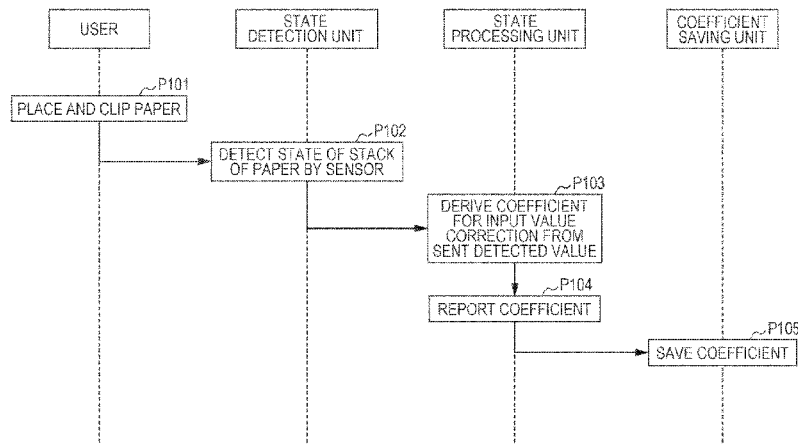 USER
STATE
DETECTION UNIT
STATE
PROCESSING UNIT
COEFFICIENT
SAVING UNIT
P101
PLACE AND CLIP PAPER
P102
DETECT STATE OF STACK
OF PAPER BY SENSOR
P103
DERIVE COEFFICIENT
FOR INPUT VALUE
CORRECTION FROM
SENT DETECTED VALUE
P104
REPORT COEFFICIENT
P105
SAVE COEFFICIENT